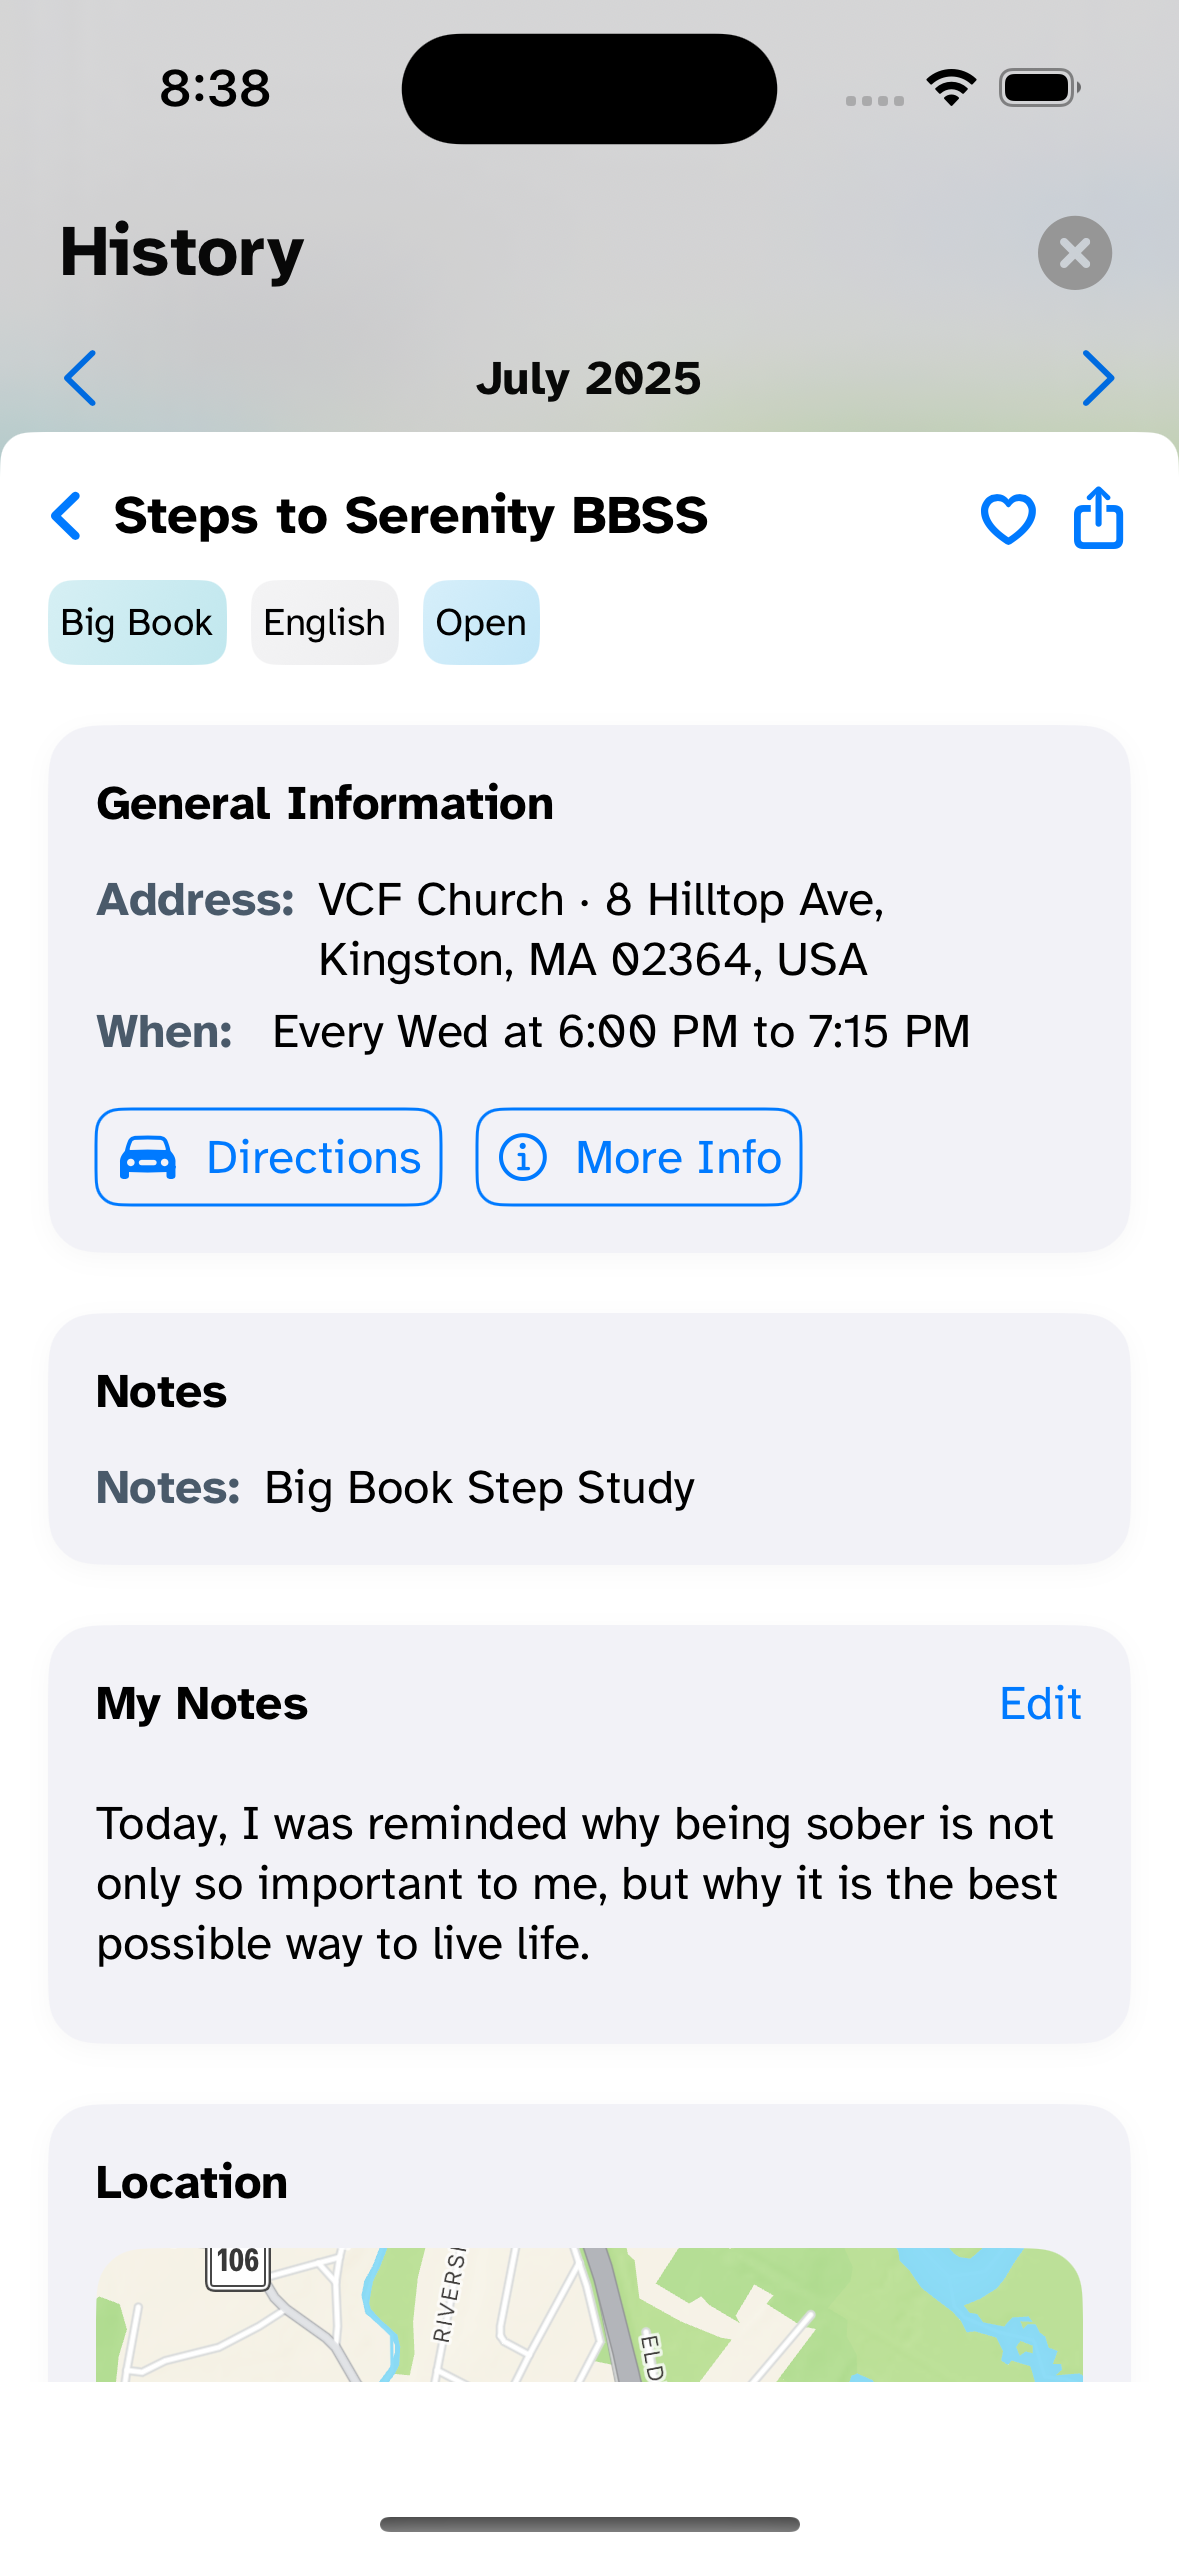 8:38
History
July 2025
Steps to Serenity BBSS
Big Book English Open
General Information
Address: VCF Church · 8 Hilltop Ave,
Kingston, MA 02364, USA
When: Every Wed at 6:00 PM to 7:15 PM
Directions More Info
Notes
Notes: Big Book Step Study
My Notes Edit
Today, I was reminded why being sober is not
only so important to me, but why it is the best
possible way to live life.
Location
106